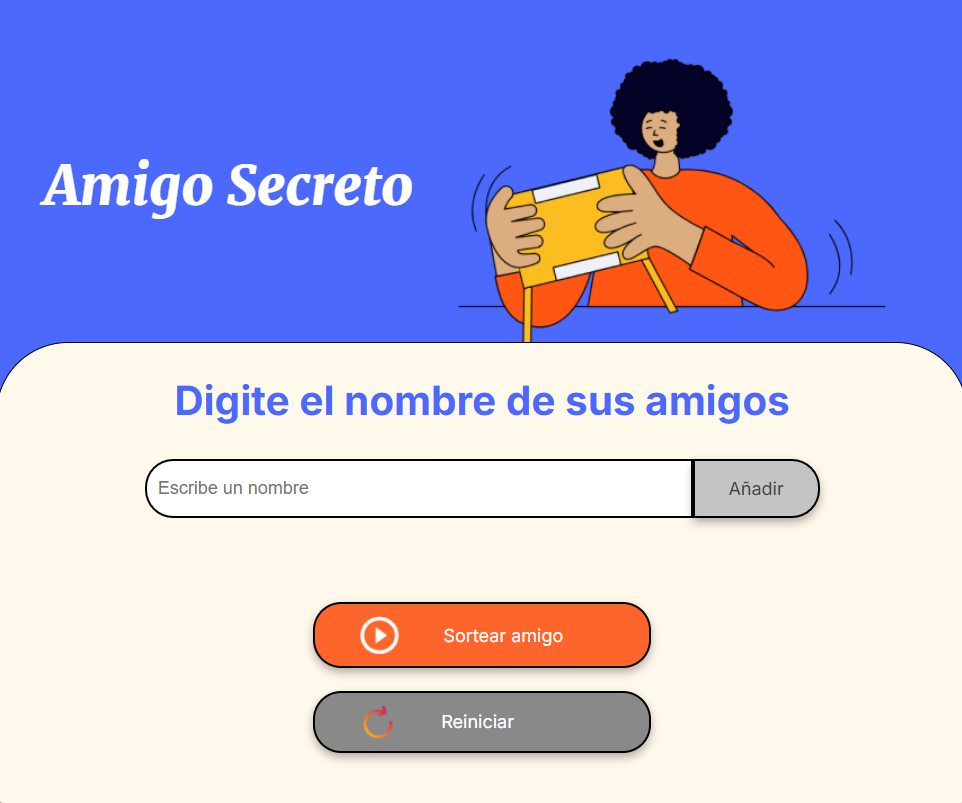 Amigo Secreto
Digite el nombre de sus amigos
Escribe un nombre
Añadir
Sortear amigo
Reiniciar